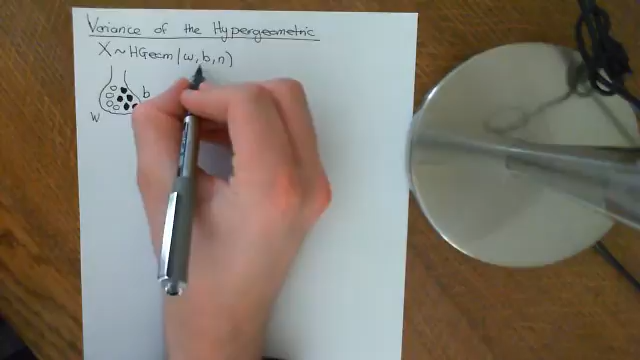 Variance of the Hypergeometric
X ~ HGeom (w, b, n)
b
w